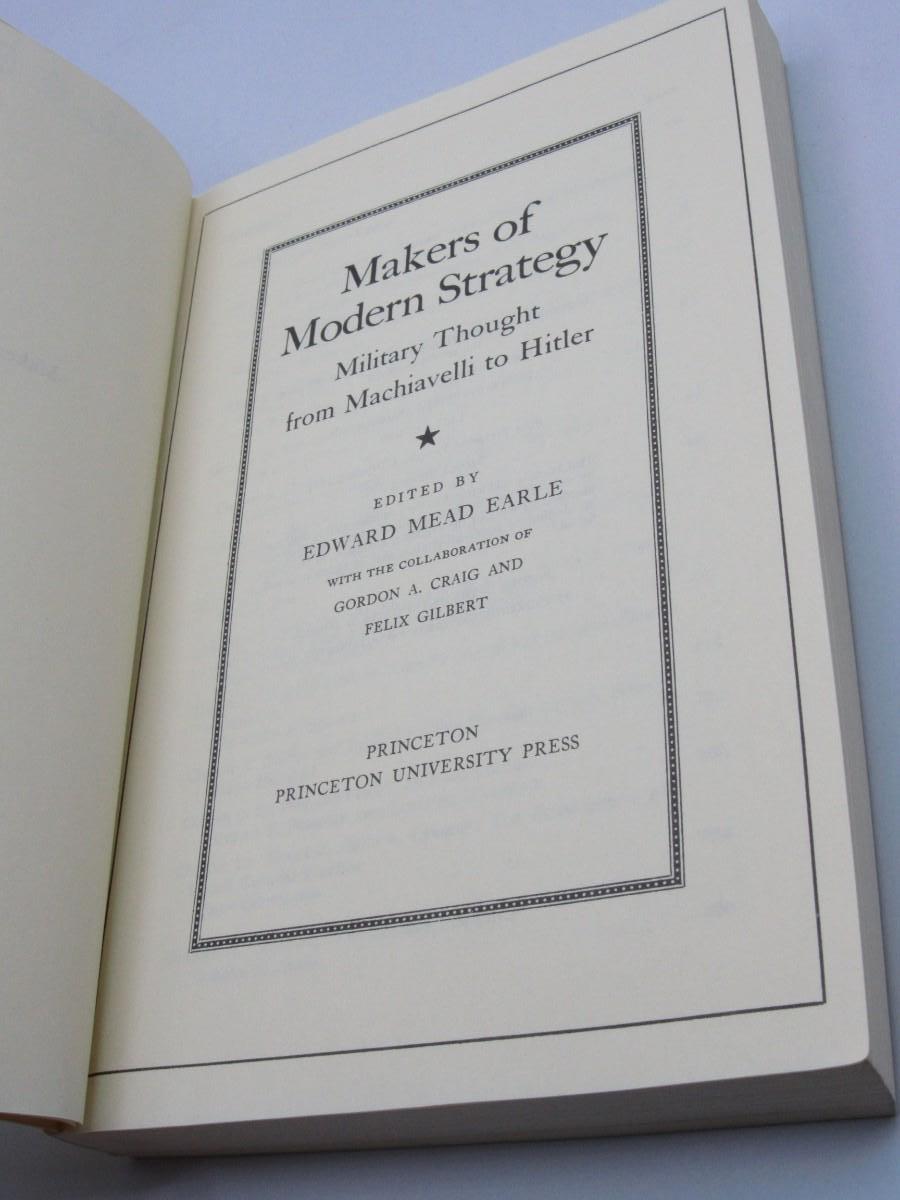 Makers of
Modern Strategy
Military Thought
from Machiavelli to Hitler
★
EDITED BY
EDWARD MEAD EARLE
WITH THE COLLABORATION OF
GORDON A. CRAIG AND
FELIX GILBERT
PRINCETON
PRINCETON UNIVERSITY PRESS